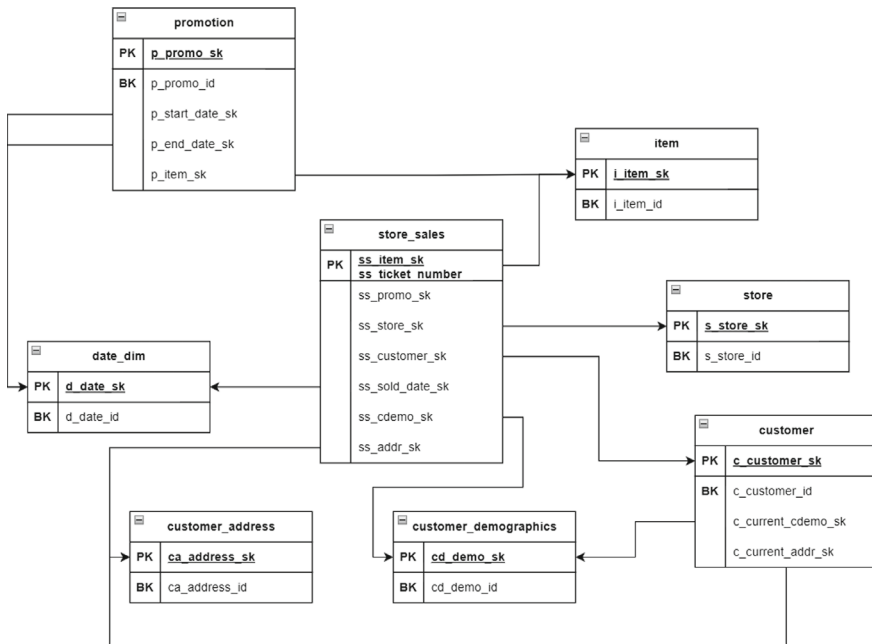 promotion
PK p_promo_sk
BK p_promo_id
p_start_date_sk
p_end_date_sk
p_item_sk
item
PK i_item_sk
BK i_item_id
store_sales
PK ss_item_sk
ss_ticket_number
ss_promo_sk
ss_store_sk
ss_customer_sk
ss_sold_date_sk
ss_cdemo_sk
ss_addr_sk
store
PK s_store_sk
BK s_store_id
date_dim
PK d_date_sk
BK d_date_id
customer
PK c_customer_sk
BK c_customer_id
c_current_cdemo_sk
c_current_addr_sk
customer_address
PK ca_address_sk
BK ca_address_id
customer_demographics
PK cd_demo_sk
BK cd_demo_id